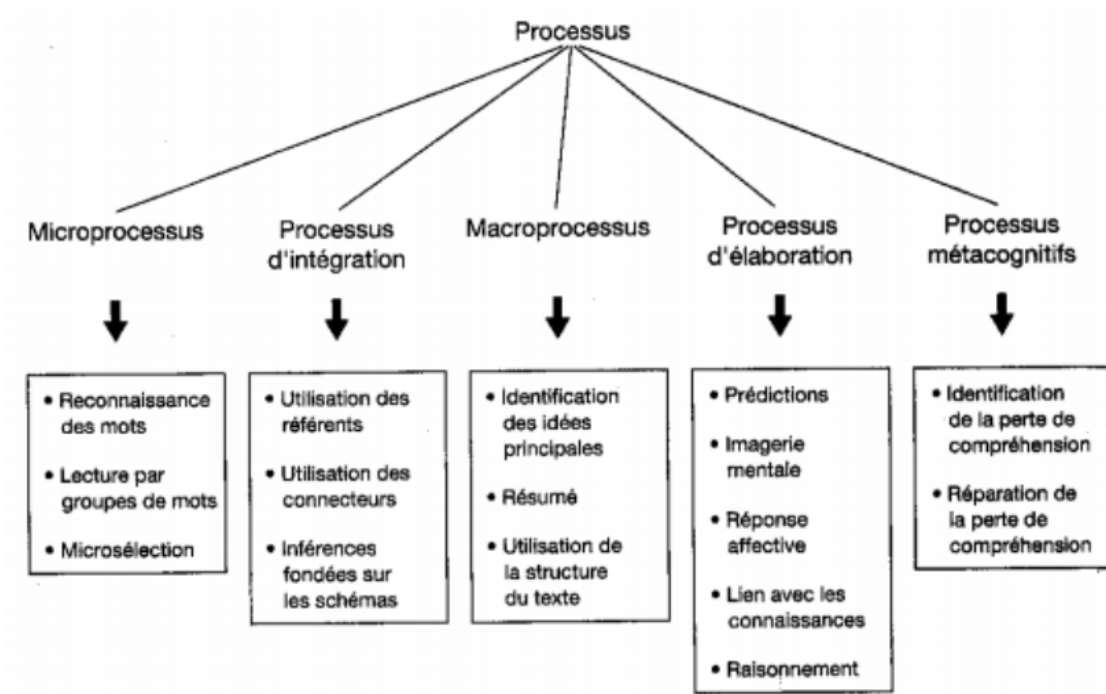 Processus
Microprocessus
Processus
d'intégration
Macroprocessus
Processus
d'élaboration
Processus
métacognitifs
• Reconnaissance
des mots
• Lecture par
groupes de mots
• Microsélection
• Utilisation des
référents
• Utilisation des
connecteurs
• Inférences
fondées sur
les schémas
• Identification
des idées
principales
• Résumé
• Utilisation de
la structure
du texte
• Prédictions
• Imagerie
mentale
• Réponse
affective
• Lien avec les
connaissances
• Raisonnement
• Identification
de la perte de
compréhension
• Réparation de
la perte de
compréhension